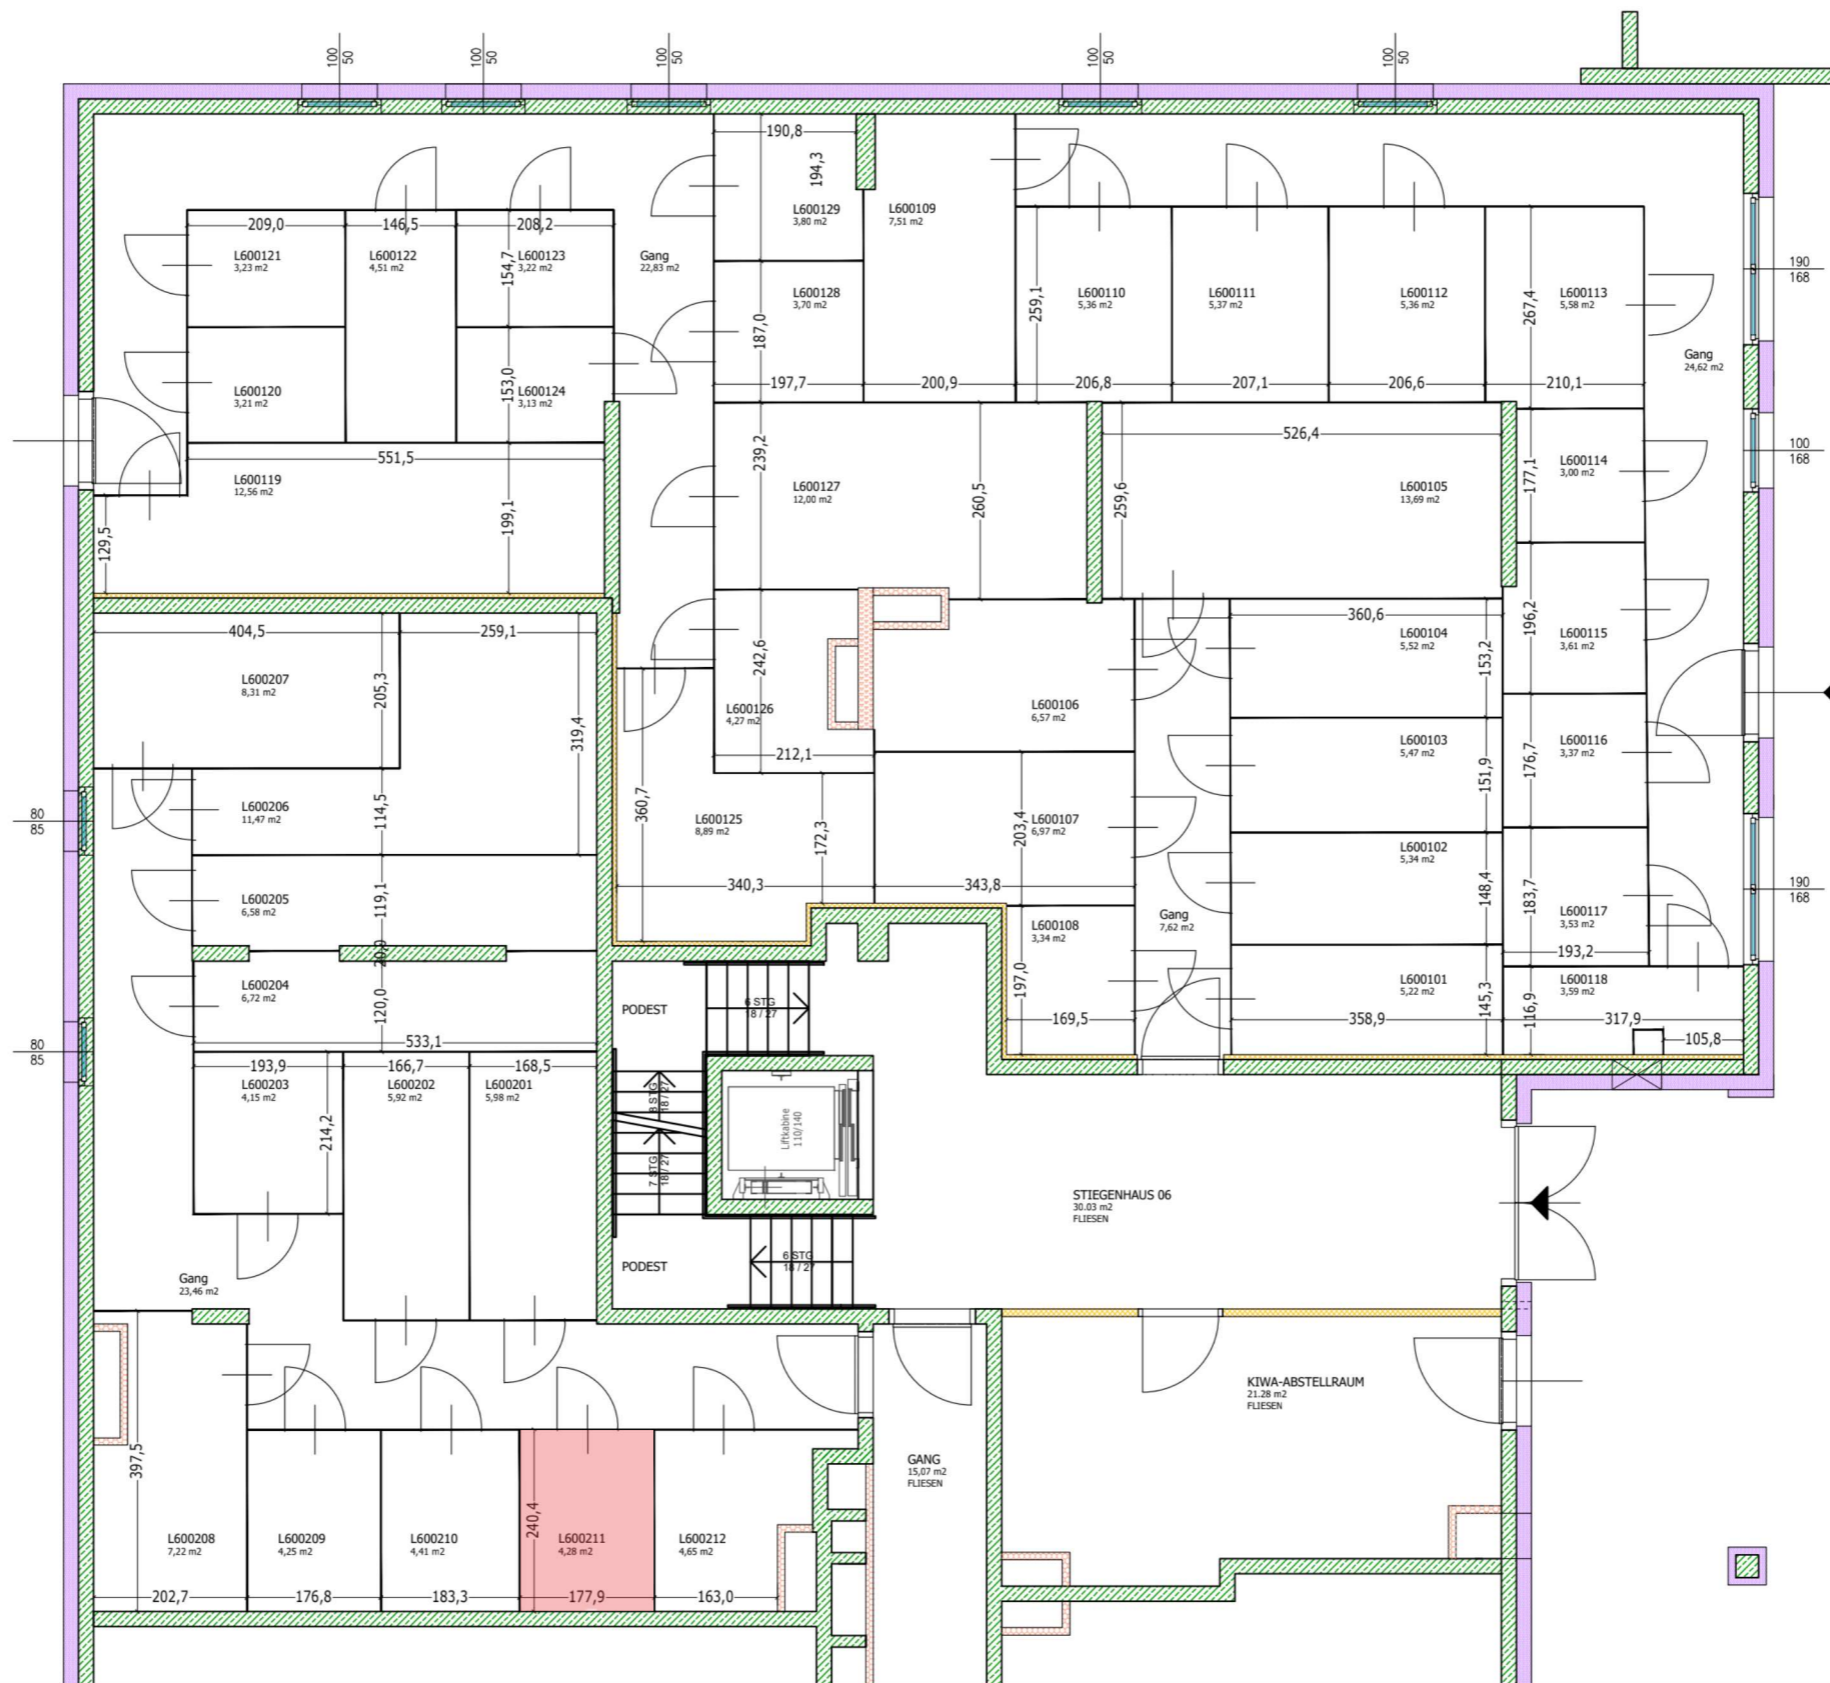 100
50
100
50
100
50
100
50
100
50
190,8
194,3
L600129
3,80 m2
L600109
7,51 m2
209,0
146,5
208,2
L600121
3,23 m2
L600122
4,51 m2
L600123
3,22 m2
154,7
Gang
22,83 m2
L600128
3,70 m2
187,0
259,1
L600110
5,36 m2
L600111
5,37 m2
L600112
5,36 m2
267,4
L600113
5,58 m2
190
168
Gang
24,62 m2
L600120
3,21 m2
153,0
L600124
3,13 m2
197,7
200,9
206,8
207,1
206,6
210,1
551,5
L600119
12,56 m2
129,5
199,1
239,2
L600127
12,00 m2
260,5
259,6
526,4
L600105
13,69 m2
177,1
L600114
3,00 m2
100
168
404,5
259,1
L600207
8,31 m2
205,3
319,4
242,6
L600126
4,27 m2
212,1
L600106
6,57 m2
360,6
L600104
5,52 m2
153,2
196,2
L600115
3,61 m2
L600103
5,47 m2
151,9
176,7
L600116
3,37 m2
80
85
L600206
11,47 m2
114,5
360,7
L600125
8,89 m2
172,3
203,4
L600107
6,97 m2
L600102
5,34 m2
148,4
183,7
L600117
3,53 m2
190
168
L600205
6,58 m2
119,1
20,0
340,3
343,8
L600108
3,34 m2
Gang
7,62 m2
193,2
L600204
6,72 m2
120,0
533,1
PODEST
6 STG
18 / 27
197,0
169,5
L600101
5,22 m2
145,3
358,9
116,9
L600118
3,59 m2
317,9
105,8
80
85
193,9
166,7
168,5
L600203
4,15 m2
L600202
5,92 m2
L600201
5,98 m2
214,2
8 STG
18 / 27
7 STG
18 / 27
Liftkabine
110/140
STIEGENHAUS 06
30.03 m2
FLIESEN
PODEST
6 STG
18 / 27
Gang
23,46 m2
KIWA-ABSTELLRAUM
21.28 m2
FLIESEN
397,5
GANG
15,07 m2
FLIESEN
240,4
L600208
7,22 m2
L600209
4,25 m2
L600210
4,41 m2
L600211
4,28 m2
L600212
4,65 m2
202,7
176,8
183,3
177,9
163,0